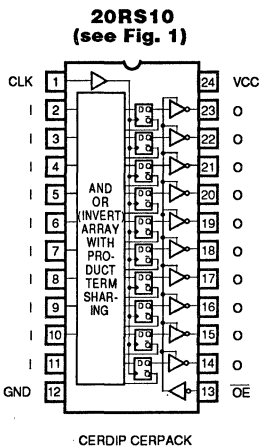 20RS10
(see Fig. 1)
CLK 1 24 VCC
I 2 23 O
I 3 22 O
I 4 21 O
I 5 20 O
I 6 19 O
I 7 18 O
I 8 17 O
I 9 16 O
I 10 15 O
I 11 14 O
GND 12 13 OE
AND
OR
(INVERT)
ARRAY
WITH
PRO-
DUCT
TERM
SHAR-
ING
CERDIP CERPACK